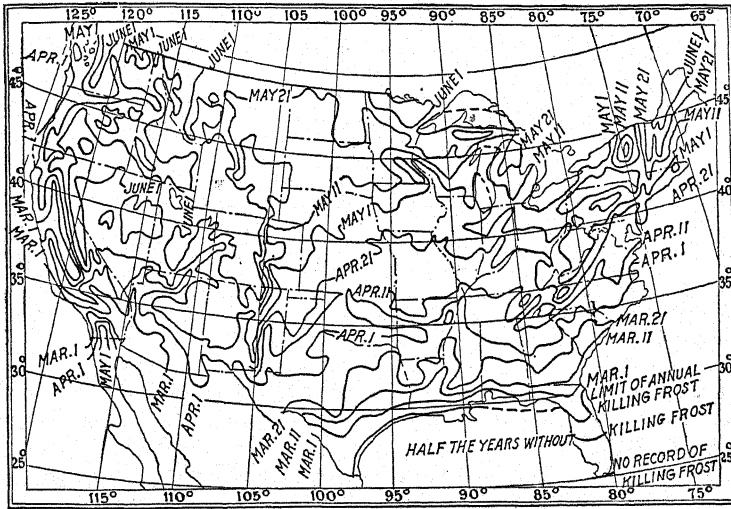 125° 120° 115° 110° 105° 100° 95° 90° 85° 80° 75° 70° 65°
MAY 1
JUNE 1
MAY 1
JUNE 1
JUNE 1
APR. 1
45°
MAY 21
JUNE 1
MAY 21
MAY 11
MAY 1
MAY 11
MAY 21
JUNE 1
MAY 21
45°
MAY 11
MAY 1
APR. 21
APR. 1
40°
JUNE 1
JUNE 1
MAY 11
MAY 1
40°
MAR. 1
MAR. 1
APR. 21
APR. 11
APR. 11
APR. 1
35°
APR. 1
35°
MAR. 21
MAR. 11
30°
MAR. 1
APR. 1
MAY 1
MAR. 1
APR. 1
MAR. 21
MAR. 11
MAR. 1
30°
MAR. 1
LIMIT OF ANNUAL
KILLING FROST
KILLING FROST
HALF THE YEARS WITHOUT
25°
NO RECORD OF
KILLING FROST
25°
115° 110° 105° 100° 95° 90° 85° 80° 75°